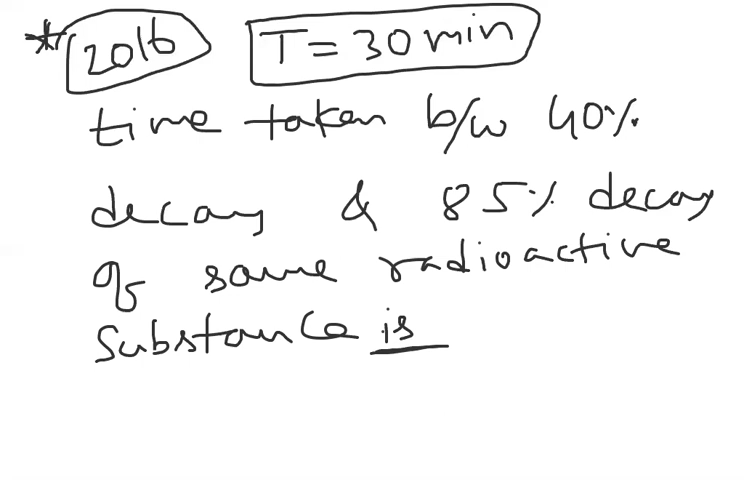 * 2016 T = 30 min
time taken b/w 40%
decay & 85% decay
of same radioactive
substance is